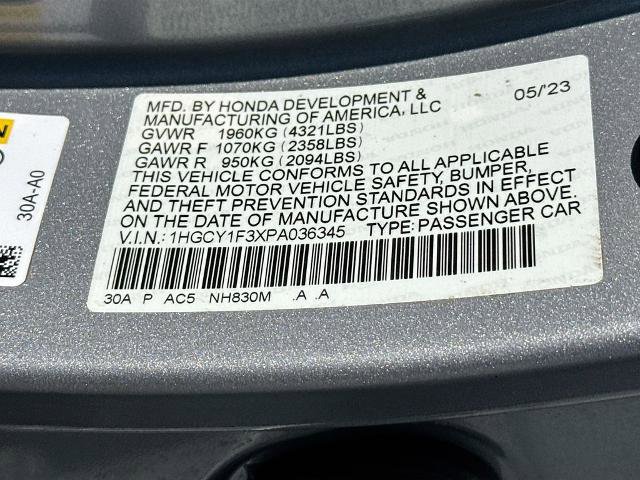 MFD. BY HONDA DEVELOPMENT &
MANUFACTURING OF AMERICA, LLC 05/'23
GVWR 1960KG (4321LBS)
GAWR F 1070KG (2358LBS)
GAWR R 950KG (2094LBS)
THIS VEHICLE CONFORMS TO ALL APPLICABLE
FEDERAL MOTOR VEHICLE SAFETY, BUMPER,
AND THEFT PREVENTION STANDARDS IN EFFECT
ON THE DATE OF MANUFACTURE SHOWN ABOVE.
V.I.N.: 1HGCY1F3XPA036345 TYPE: PASSENGER CAR
30A P AC5 NH830M .A .A
30A-A0